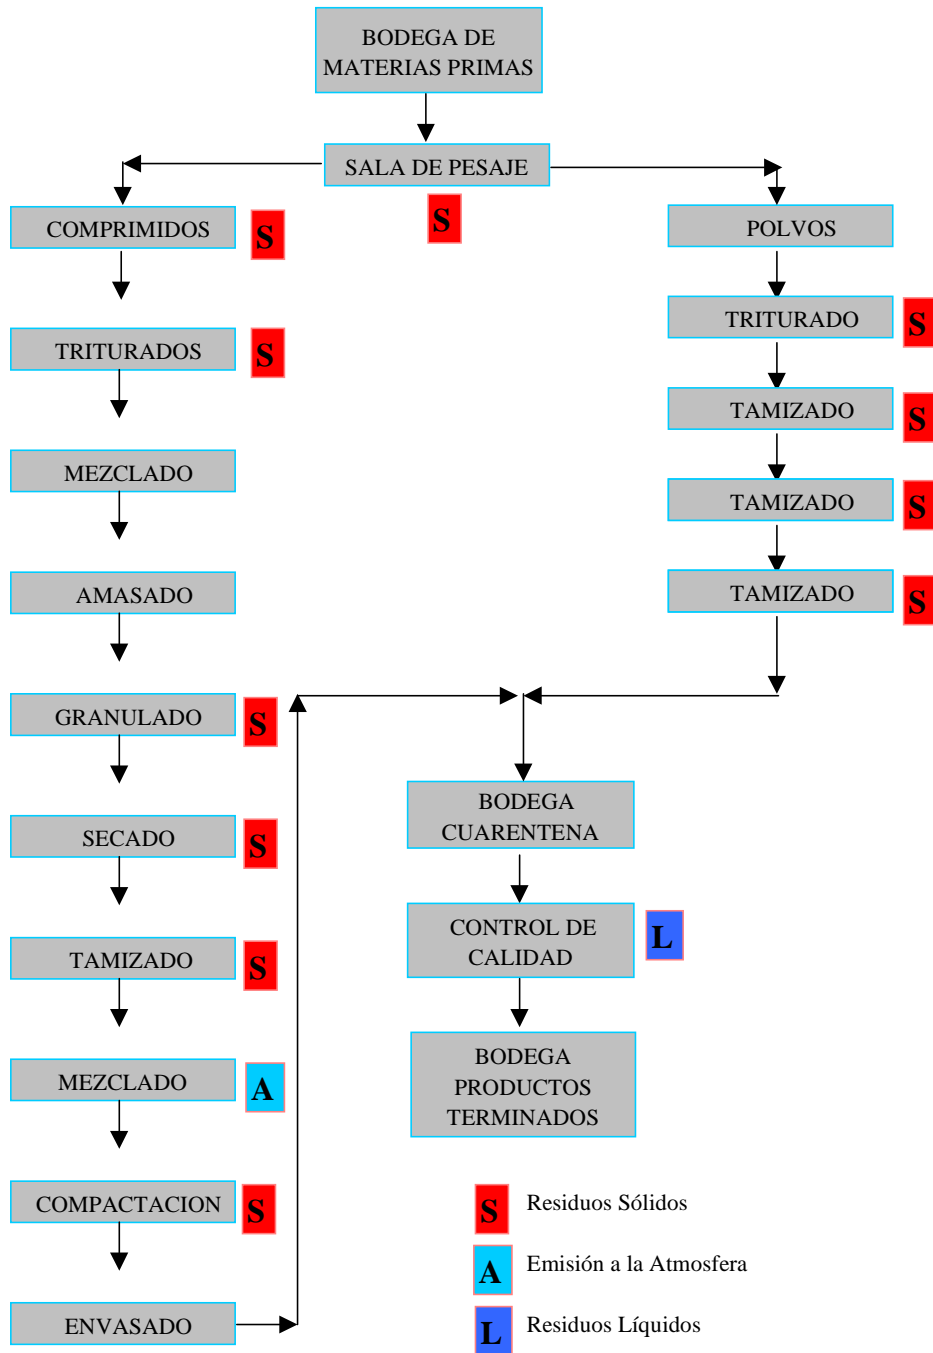 BODEGA DE
MATERIAS PRIMAS
SALA DE PESAJE
S
COMPRIMIDOS
S
TRITURADOS
S
MEZCLADO
AMASADO
GRANULADO
S
SECADO
S
TAMIZADO
S
MEZCLADO
A
COMPACTACION
S
ENVASADO
POLVOS
TRITURADO
S
TAMIZADO
S
TAMIZADO
S
TAMIZADO
S
BODEGA
CUARENTENA
CONTROL DE
CALIDAD
L
BODEGA
PRODUCTOS
TERMINADOS
S Residuos Sólidos
A Emisión a la Atmosfera
L Residuos Líquidos